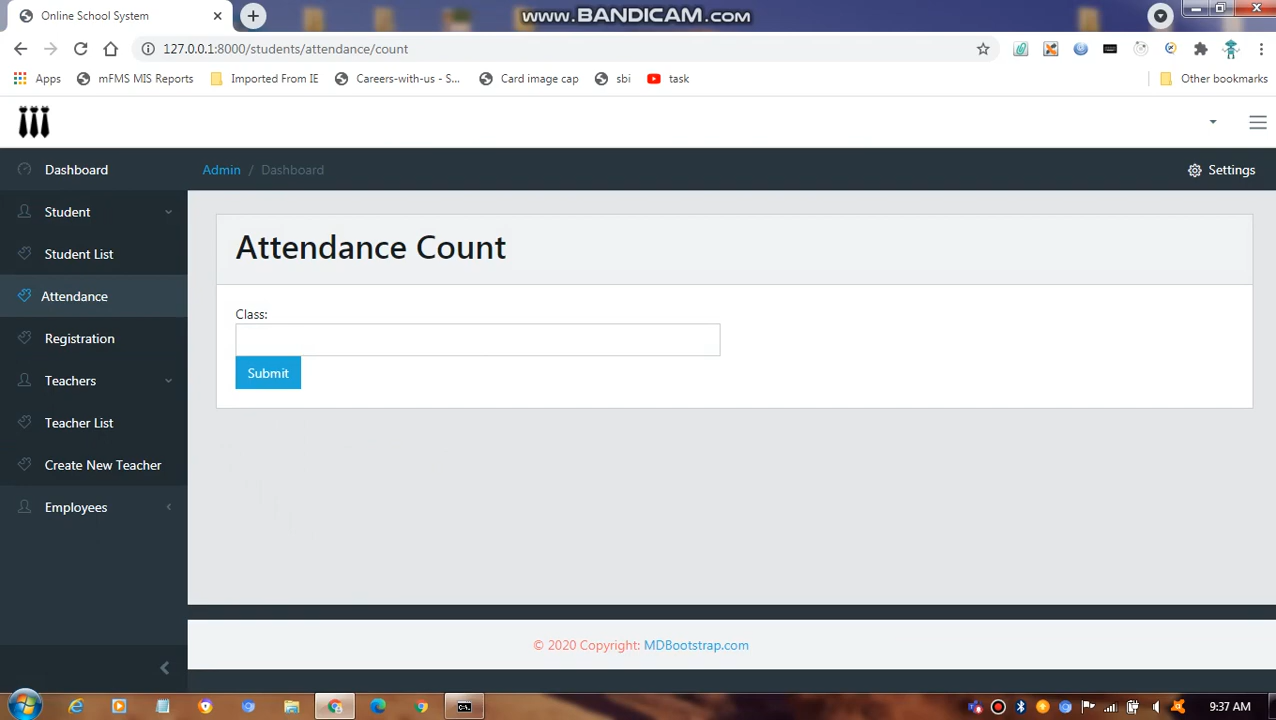 Online School System
www.BANDICAM.com
127.0.0.1:8000/students/attendance/count
Apps
mFMS MIS Reports
Imported From IE
Careers-with-us - S...
Card image cap
sbi
task
Other bookmarks
Dashboard
Admin / Dashboard
Settings
Student
Student List
Attendance
Registration
Teachers
Teacher List
Create New Teacher
Employees
Attendance Count
Class:
Submit
© 2020 Copyright: MDBootstrap.com
9:37 AM